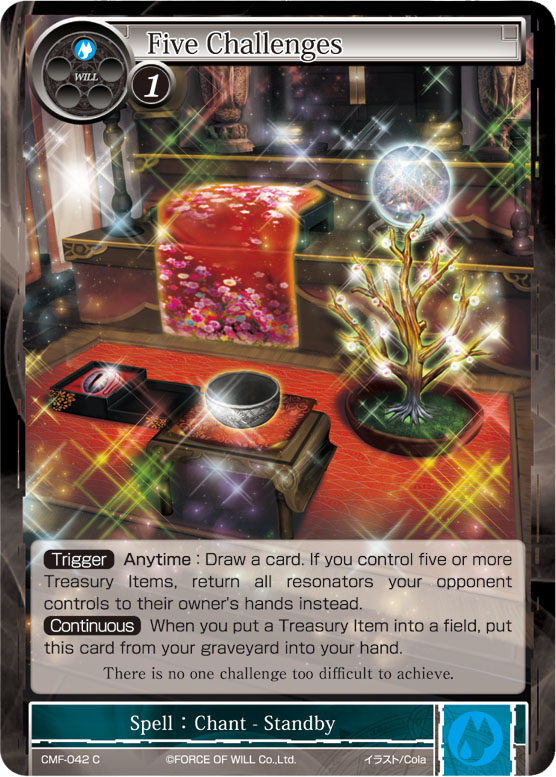 Five Challenges
WILL
1
Trigger Anytime : Draw a card. If you control five or more
Treasury Items, return all resonators your opponent
controls to their owner's hands instead.
Continuous When you put a Treasury Item into a field, put
this card from your graveyard into your hand.
There is no one challenge too difficult to achieve.
Spell : Chant - Standby
CMF-042 C ©FORCE OF WILL Co.,Ltd. イラスト/Cola